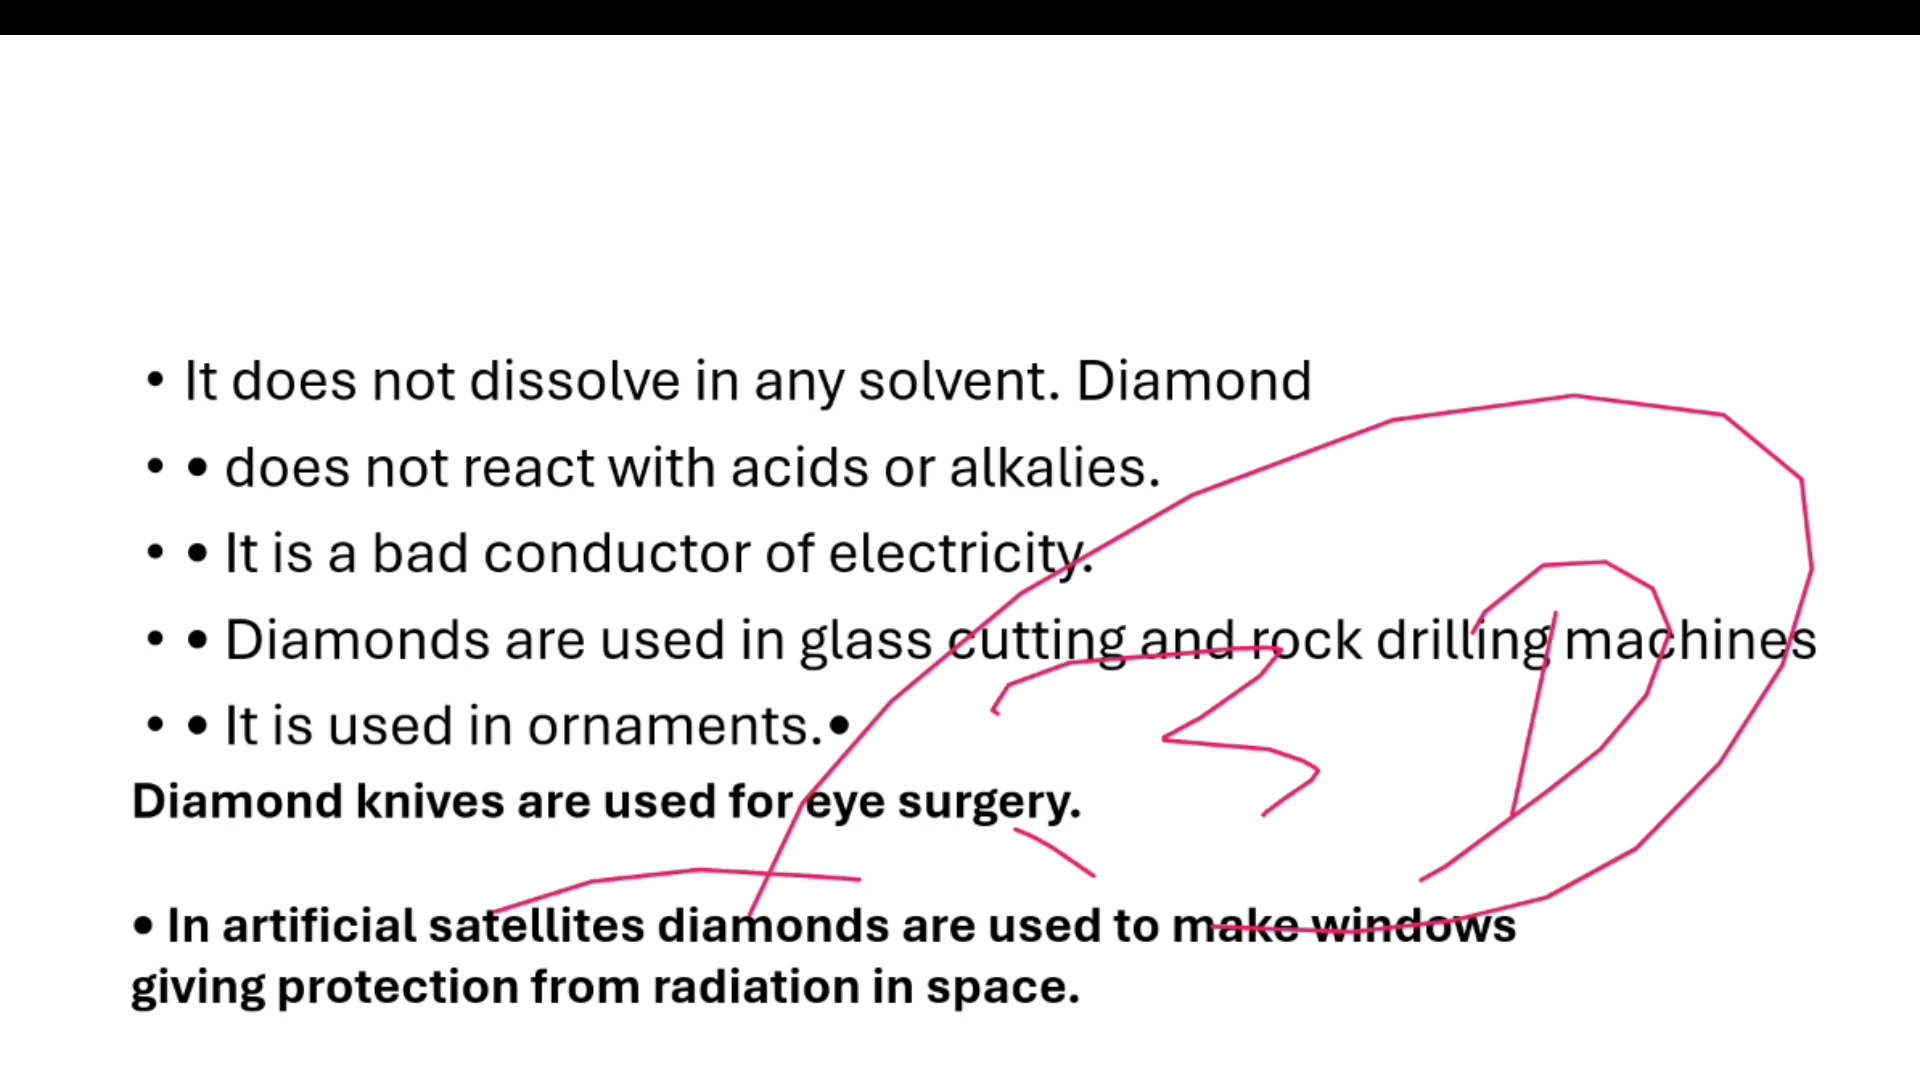 • It does not dissolve in any solvent. Diamond
• • does not react with acids or alkalies.
• • It is a bad conductor of electricity.
• • Diamonds are used in glass cutting and rock drilling machines
• • It is used in ornaments.•
Diamond knives are used for eye surgery.
• In artificial satellites diamonds are used to make windows
giving protection from radiation in space.
3D